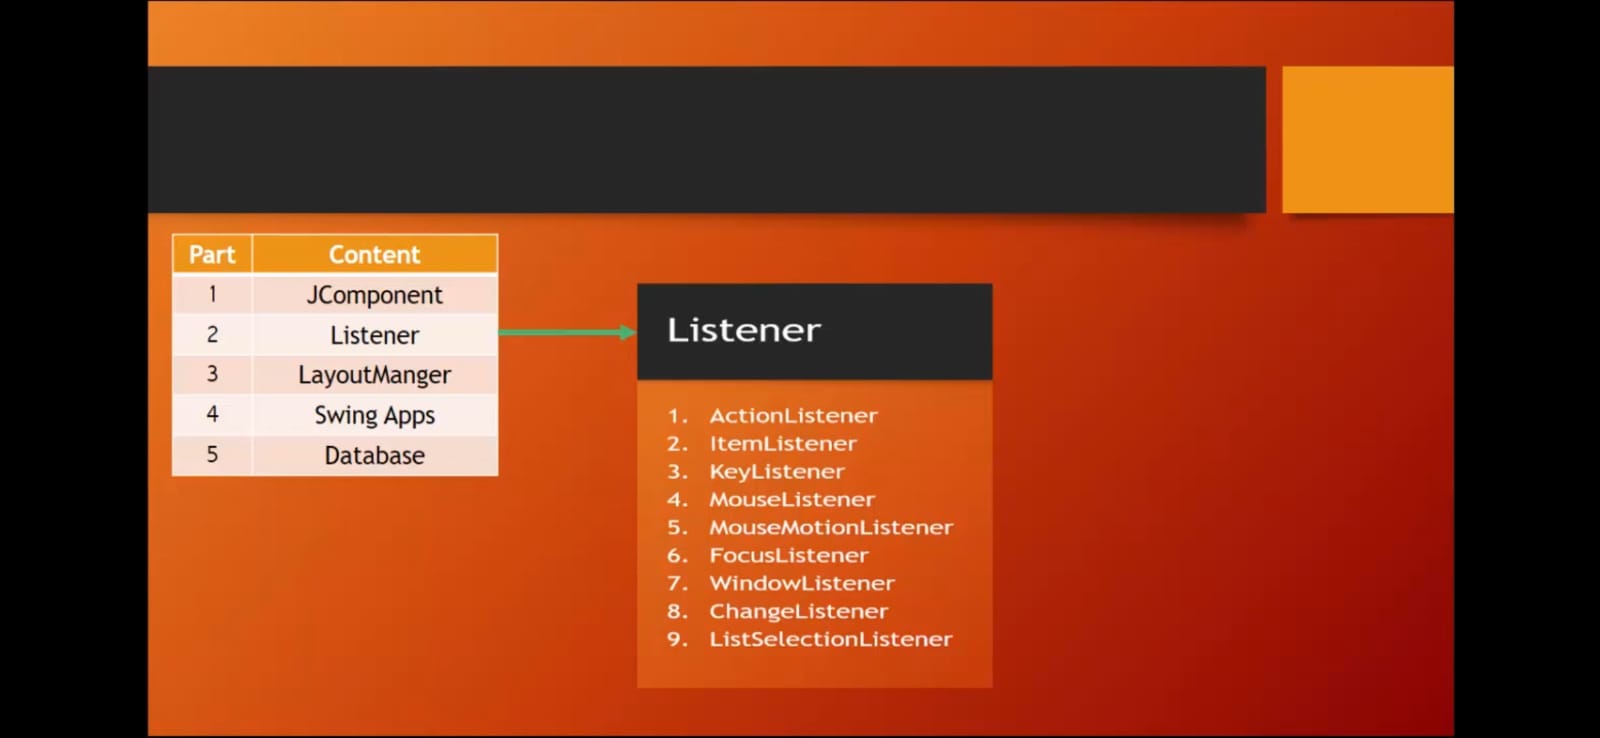 Part Content
1 JComponent
2 Listener
3 LayoutManger
4 Swing Apps
5 Database
Listener
1. ActionListener
2. ItemListener
3. KeyListener
4. MouseListener
5. MouseMotionListener
6. FocusListener
7. WindowListener
8. ChangeListener
9. ListSelectionListener